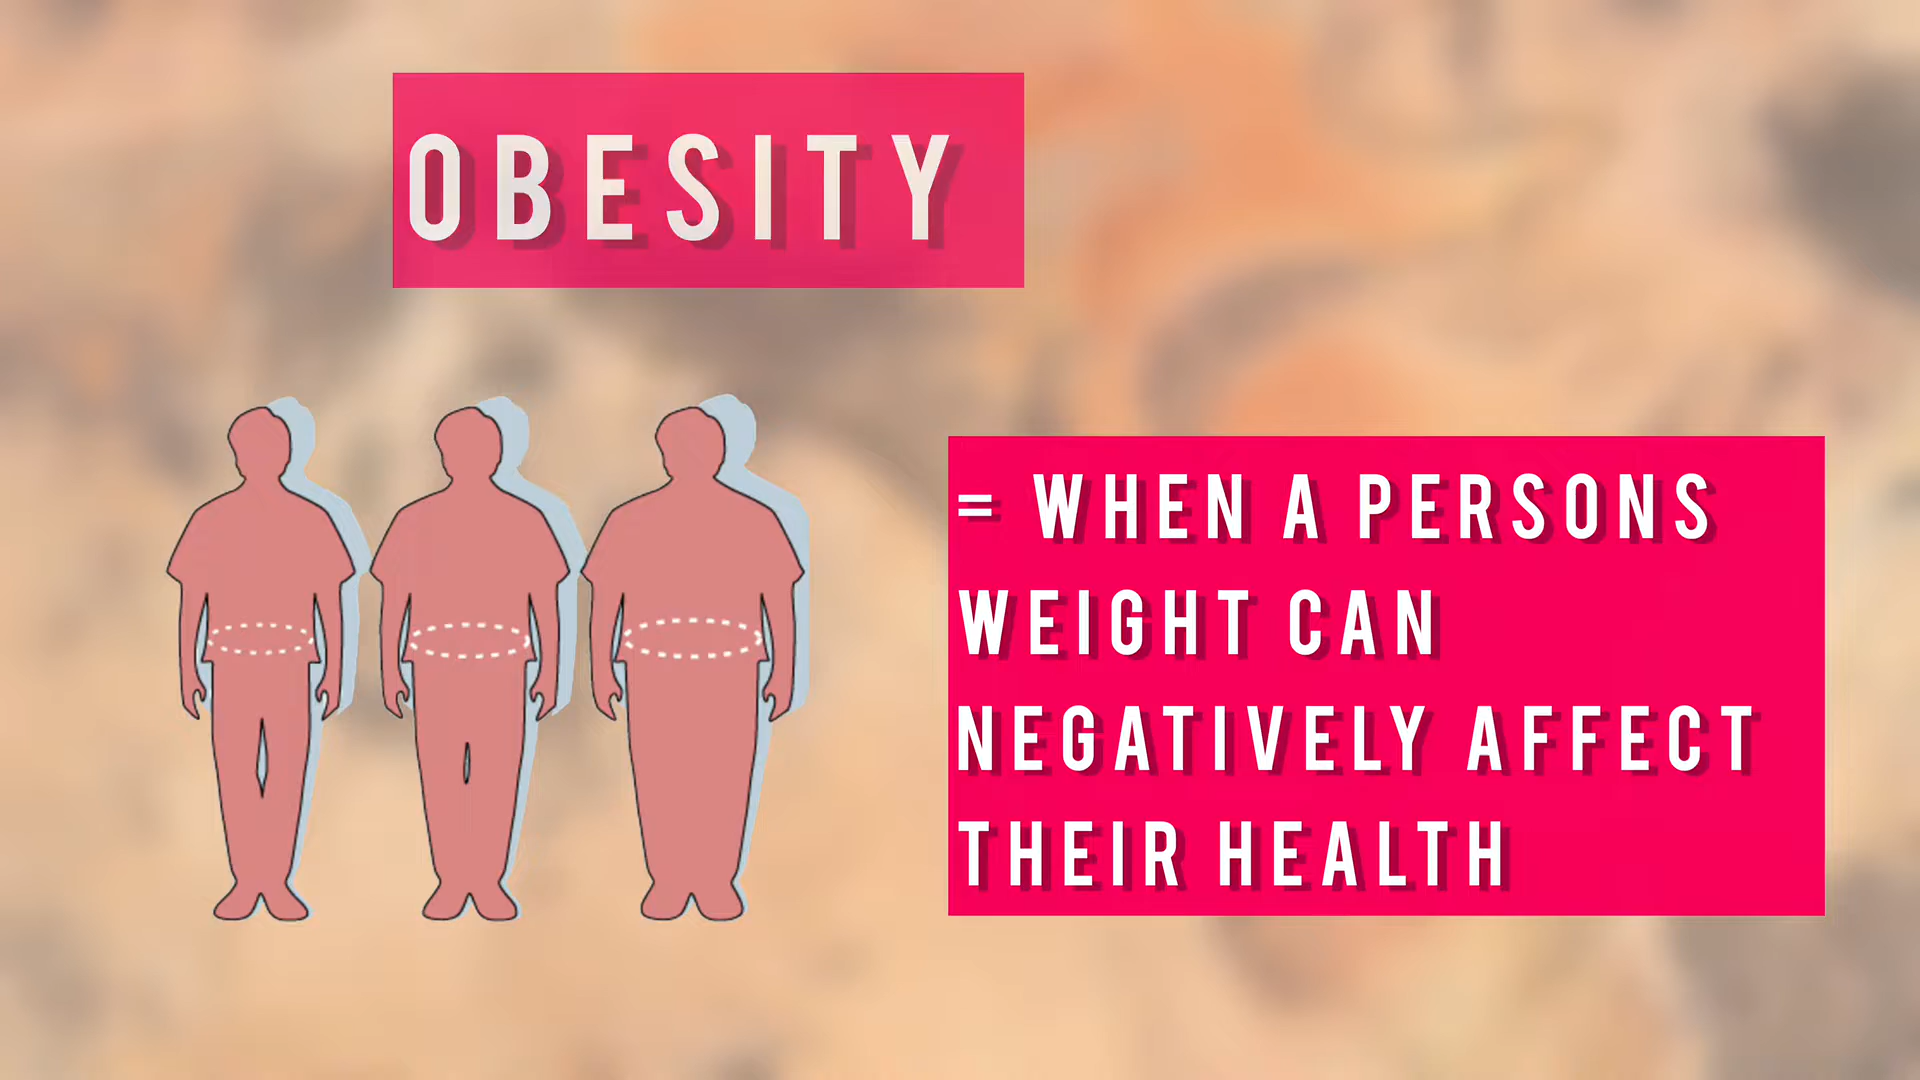 OBESITY
= WHEN A PERSONS
WEIGHT CAN
NEGATIVELY AFFECT
THEIR HEALTH